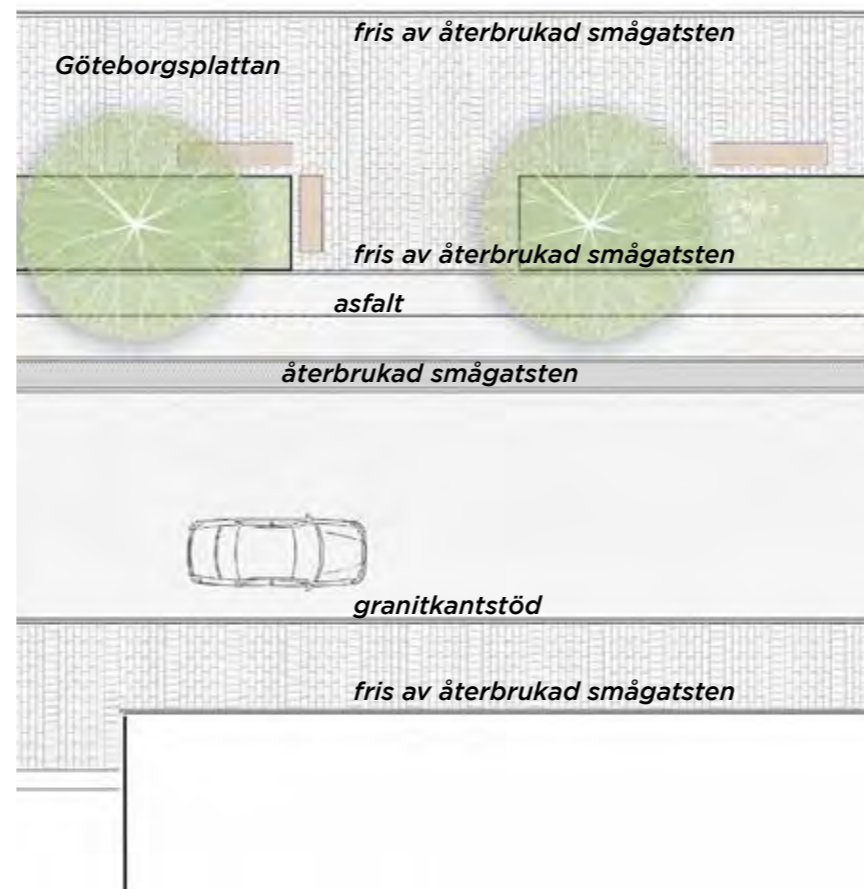 fris av återbrukad smågatsten
Göteborgsplattan
fris av återbrukad smågatsten
asfalt
återbrukad smågatsten
granitkantstöd
fris av återbrukad smågatsten